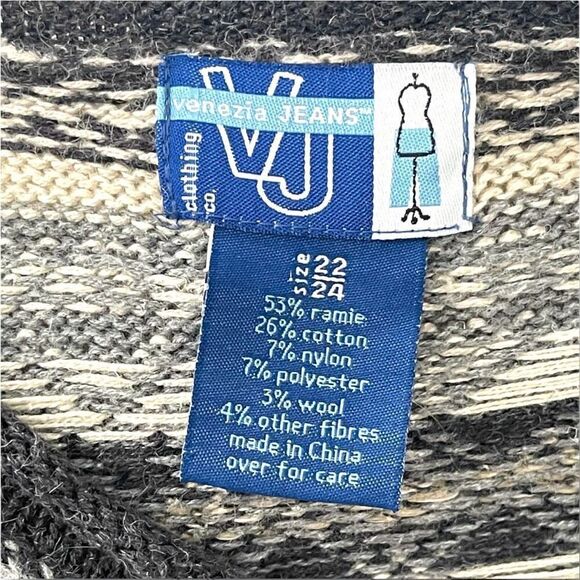 venezia JEANS℠
VJ
clothing
co.
size 22
24
53% ramie
26% cotton
7% nylon
7% polyester
3% wool
4% other fibres
made in China
over for care